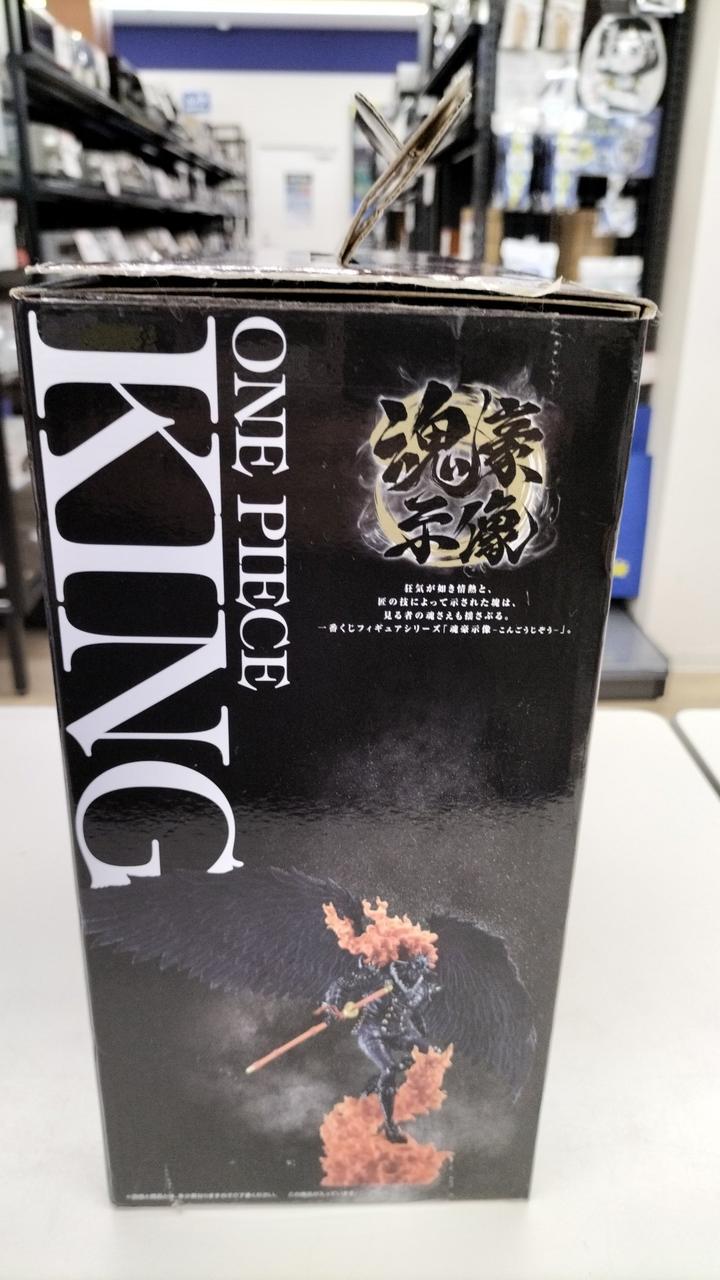 ONE PIECE
KING
魂豪
示像
狂気が如き情熱と、
匠の技によって示された魂は、
見る者の魂さえも揺さぶる。
一番くじフィギュアシリーズ「魂豪示像-こんごうじぞう-」。